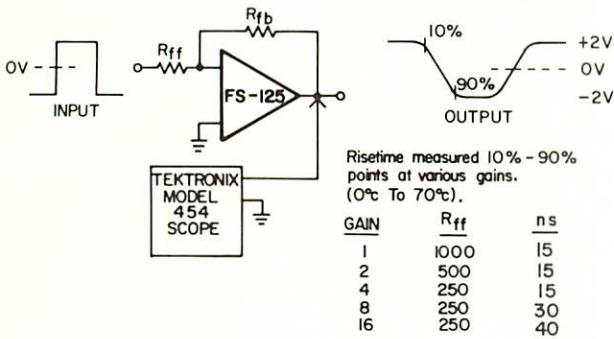 0V
INPUT
Rff
Rfb
FS-125
TEKTRONIX
MODEL
454
SCOPE
10%
90%
+2V
0V
-2V
OUTPUT
Risetime measured 10%-90%
points at various gains.
(0℃ To 70℃).
GAIN Rff ns
1 1000 15
2 500 15
4 250 15
8 250 30
16 250 40